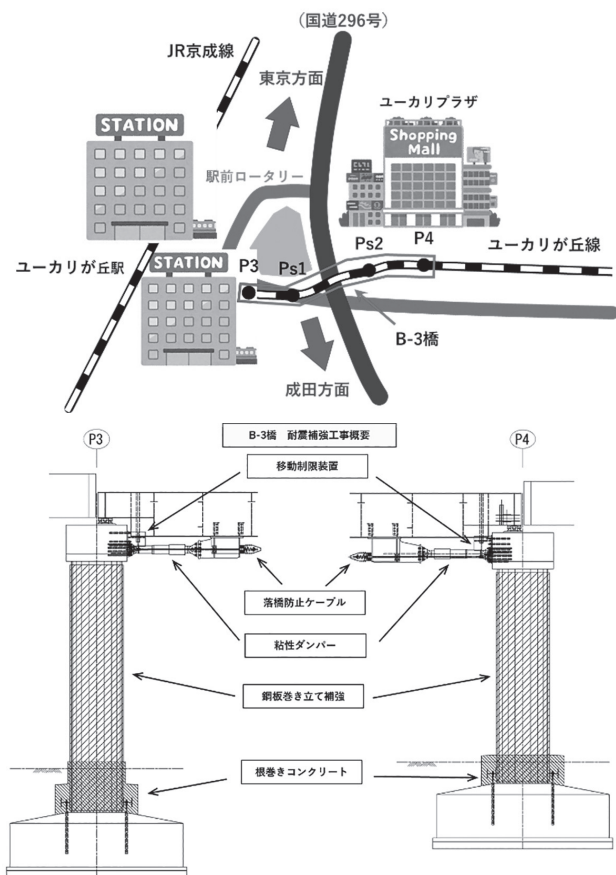 (国道296号)
JR京成線
東京方面
ユーカリプラザ
STATION
Shopping
Mall
駅前ロータリー
P4
Ps2
ユーカリが丘線
STATION
P3
Ps1
ユーカリが丘駅
B-3橋
成田方面
P3
B-3橋 耐震補強工事概要
P4
移動制限装置
落橋防止ケーブル
粘性ダンパー
鋼板巻き立て補強
根巻きコンクリート